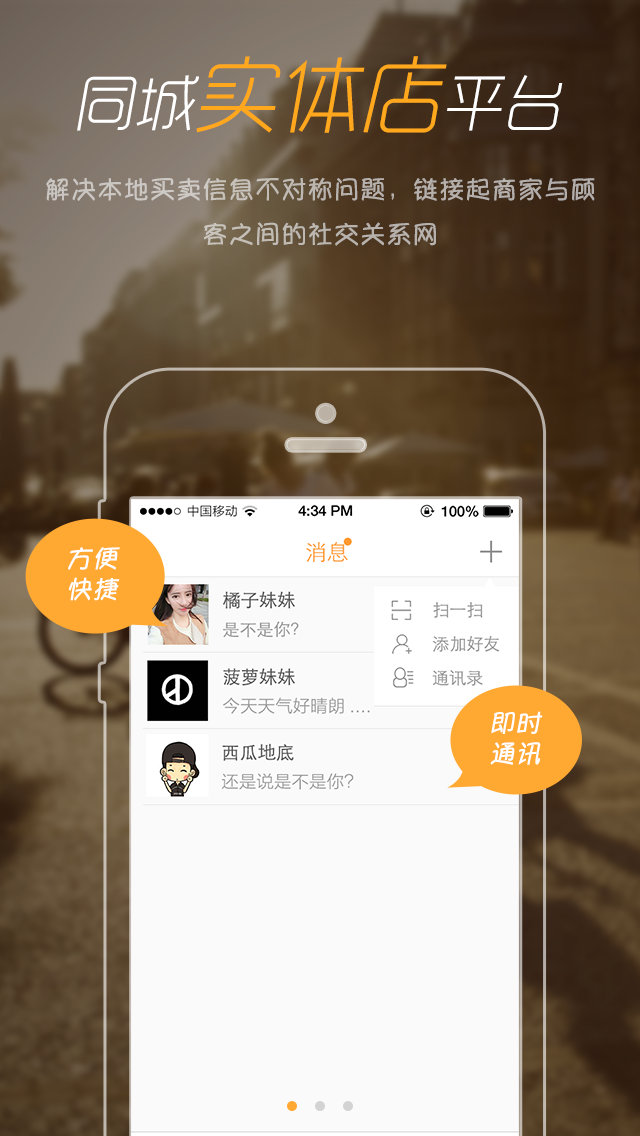 同城实体店平台
解决本地买卖信息不对称问题，链接起商家与顾
客之间的社交关系网
中国移动 4:34 PM 100%
消息
方便
快捷
橘子妹妹
是不是你?
扫一扫
添加好友
通讯录
菠萝妹妹
今天天气好晴朗 ....
即时
通讯
西瓜地底
还是说是不是你?